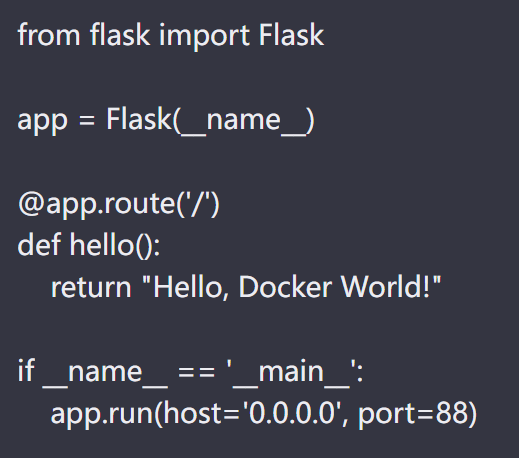 from flask import Flask
app = Flask(__name__)
@app.route('/')
def hello():
    return "Hello, Docker World!"
if __name__ == '__main__':
    app.run(host='0.0.0.0', port=88)